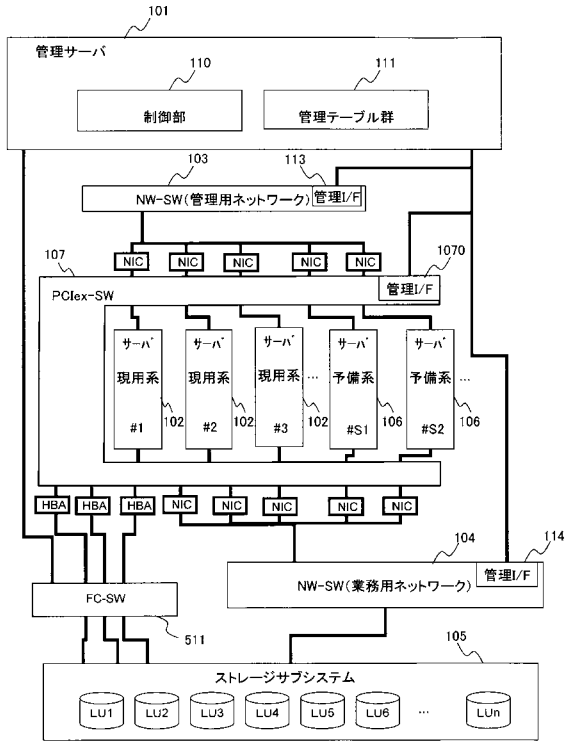 101
管理サーバ
110
111
制御部
管理テーブル群
103
113
NW-SW(管理用ネットワーク)
管理I/F
107
NIC
NIC
NIC
NIC
NIC
1070
PCIex-SW
管理I/F
サーバ
サーバ
サーバ
サーバ
サーバ
現用系
現用系
現用系
…
予備系
予備系
…
102
102
102
106
106
#1
#2
#3
#S1
#S2
HBA
HBA
HBA
NIC
NIC
NIC
NIC
NIC
104
114
NW-SW(業務用ネットワーク)
管理I/F
FC-SW
511
105
ストレージサブシステム
LU1
LU2
LU3
LU4
LU5
LU6
…
LUn